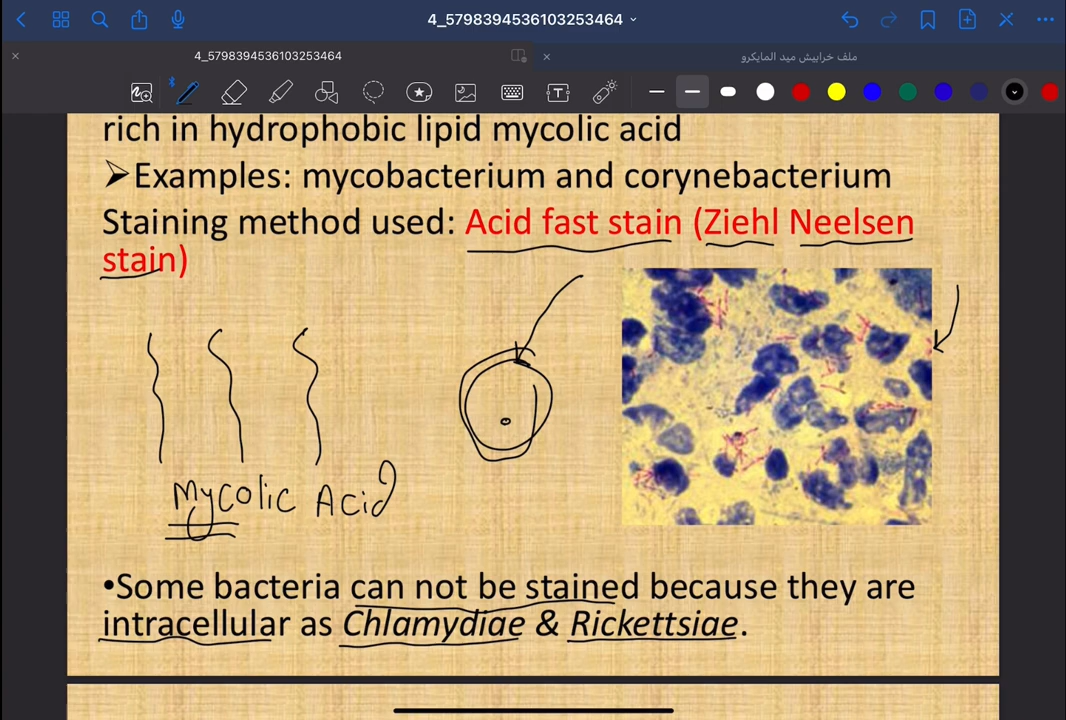 4_5798394536103253464
4_5798394536103253464
ملف خرابيش ميد المايكرو
rich in hydrophobic lipid mycolic acid
➢Examples: mycobacterium and corynebacterium
Staining method used: Acid fast stain (Ziehl Neelsen
stain)
Mycolic Acid
•Some bacteria can not be stained because they are
intracellular as Chlamydiae & Rickettsiae.